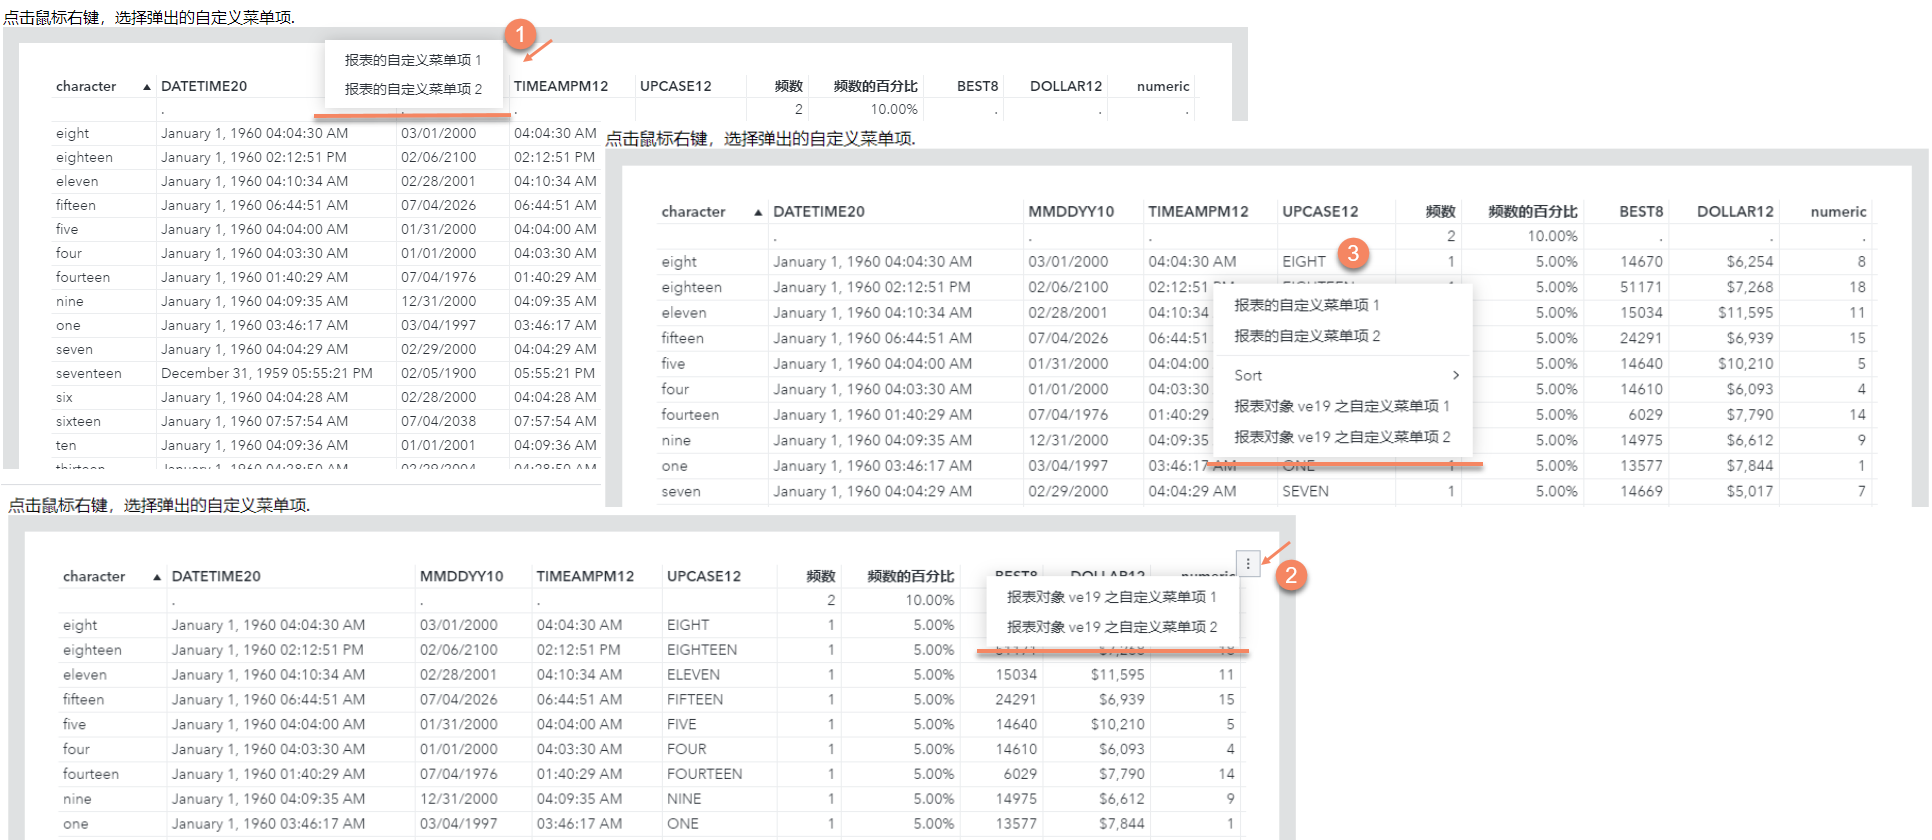 点击鼠标右键，选择弹出的自定义菜单项.
1
报表的自定义菜单项 1
报表的自定义菜单项 2
character ▲ DATETIME20 TIMEAMPM12 UPCASE12 频数 频数的百分比 BEST8 DOLLAR12 numeric
. . . 2 10.00% . . .
eight January 1, 1960 04:04:30 AM 03/01/2000 04:04:30 AM
eighteen January 1, 1960 02:12:51 PM 02/06/2100 02:12:51 PM
eleven January 1, 1960 04:10:34 AM 02/28/2001 04:10:34 AM
fifteen January 1, 1960 06:44:51 AM 07/04/2026 06:44:51 AM
five January 1, 1960 04:04:00 AM 01/31/2000 04:04:00 AM
four January 1, 1960 04:03:30 AM 01/01/2000 04:03:30 AM
fourteen January 1, 1960 01:40:29 AM 07/04/1976 01:40:29 AM
nine January 1, 1960 04:09:35 AM 12/31/2000 04:09:35 AM
one January 1, 1960 03:46:17 AM 03/04/1997 03:46:17 AM
seven January 1, 1960 04:04:29 AM 02/29/2000 04:04:29 AM
seventeen December 31, 1959 05:55:21 PM 02/05/1900 05:55:21 PM
six January 1, 1960 04:04:28 AM 02/28/2000 04:04:28 AM
sixteen January 1, 1960 07:57:54 AM 07/04/2038 07:57:54 AM
ten January 1, 1960 04:09:36 AM 01/01/2001 04:09:36 AM
点击鼠标右键，选择弹出的自定义菜单项.
character ▲ DATETIME20 MMDDYY10 TIMEAMPM12 UPCASE12 频数 频数的百分比 BEST8 DOLLAR12 numeric
. . . 2 10.00% . . .
eight January 1, 1960 04:04:30 AM 03/01/2000 04:04:30 AM EIGHT 1 5.00% 14670 $6,254 8
eighteen January 1, 1960 02:12:51 PM 02/06/2100 02:12:51 5.00% 51171 $7,268 18
eleven January 1, 1960 04:10:34 AM 02/28/2001 04:10:34 5.00% 15034 $11,595 11
fifteen January 1, 1960 06:44:51 AM 07/04/2026 06:44:51 5.00% 24291 $6,939 15
five January 1, 1960 04:04:00 AM 01/31/2000 04:04:00 5.00% 14640 $10,210 5
four January 1, 1960 04:03:30 AM 01/01/2000 04:03:30 5.00% 14610 $6,093 4
fourteen January 1, 1960 01:40:29 AM 07/04/1976 01:40:29 5.00% 6029 $7,790 14
nine January 1, 1960 04:09:35 AM 12/31/2000 04:09:35 5.00% 14975 $6,612 9
one January 1, 1960 03:46:17 AM 03/04/1997 03:46:17 AM ONE 1 5.00% 13577 $7,844 1
seven January 1, 1960 04:04:29 AM 02/29/2000 04:04:29 AM SEVEN 1 5.00% 14669 $5,017 7
3
报表的自定义菜单项 1
报表的自定义菜单项 2
Sort >
报表对象 ve19 之自定义菜单项 1
报表对象 ve19 之自定义菜单项 2
点击鼠标右键，选择弹出的自定义菜单项.
2
character ▲ DATETIME20 MMDDYY10 TIMEAMPM12 UPCASE12 频数 频数的百分比 BEST8 DOLLAR12 numeric
. . . 2 10.00%
报表对象 ve19 之自定义菜单项 1
报表对象 ve19 之自定义菜单项 2
eight January 1, 1960 04:04:30 AM 03/01/2000 04:04:30 AM EIGHT 1 5.00%
eighteen January 1, 1960 02:12:51 PM 02/06/2100 02:12:51 PM EIGHTEEN 1 5.00%
eleven January 1, 1960 04:10:34 AM 02/28/2001 04:10:34 AM ELEVEN 1 5.00% 15034 $11,595 11
fifteen January 1, 1960 06:44:51 AM 07/04/2026 06:44:51 AM FIFTEEN 1 5.00% 24291 $6,939 15
five January 1, 1960 04:04:00 AM 01/31/2000 04:04:00 AM FIVE 1 5.00% 14640 $10,210 5
four January 1, 1960 04:03:30 AM 01/01/2000 04:03:30 AM FOUR 1 5.00% 14610 $6,093 4
fourteen January 1, 1960 01:40:29 AM 07/04/1976 01:40:29 AM FOURTEEN 1 5.00% 6029 $7,790 14
nine January 1, 1960 04:09:35 AM 12/31/2000 04:09:35 AM NINE 1 5.00% 14975 $6,612 9
one January 1, 1960 03:46:17 AM 03/04/1997 03:46:17 AM ONE 1 5.00% 13577 $7,844 1